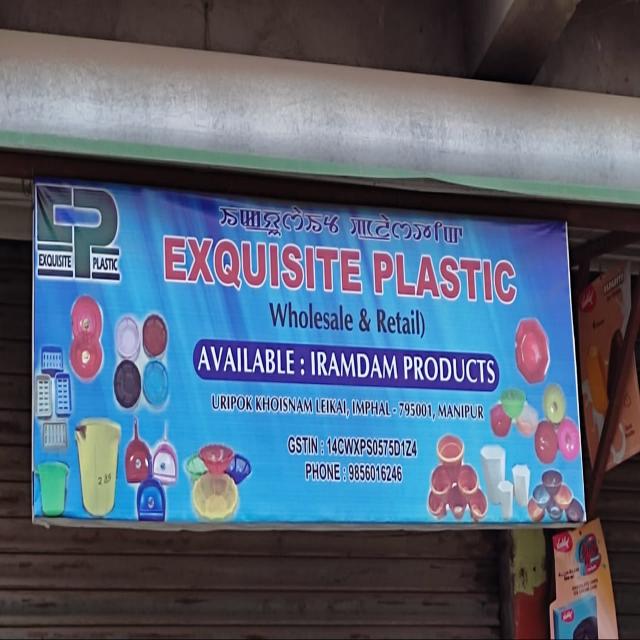 EP
EXQUISITE PLASTIC
EXQUISITE PLASTIC
Wholesale & Retail)
AVAILABLE : IRAMDAM PRODUCTS
URIPOK KHOISNAM LEIKAI, IMPHAL - 795001, MANIPUR
GSTIN : 14CWXPS0575D1Z4
PHONE : 9856016246